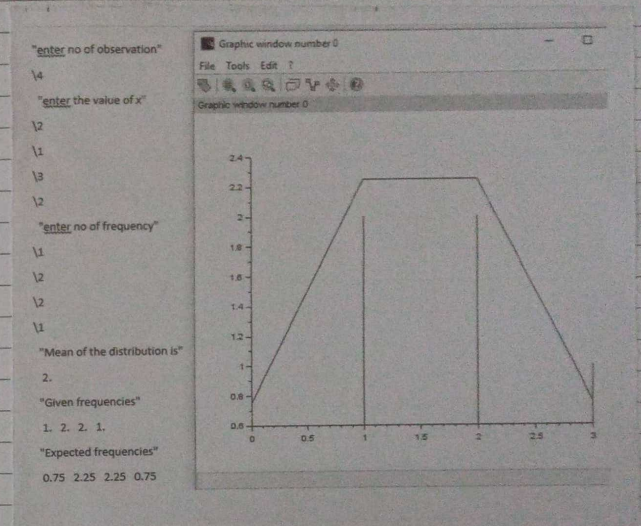 "enter no of observation"
\4
"enter the value of x"
\2
\1
\3
\2
"enter no of frequency"
\1
\2
\2
\1
"Mean of the distribution is"
2.
"Given frequencies"
1. 2. 2. 1.
"Expected frequencies"
0.75 2.25 2.25 0.75
Graphic window number 0
File Tools Edit ?
Graphic window number 0
2.4
2.2
2
1.8
1.6
1.4
1.2
1
0.8
0.6
0 0.5 1 1.5 2 2.5 3